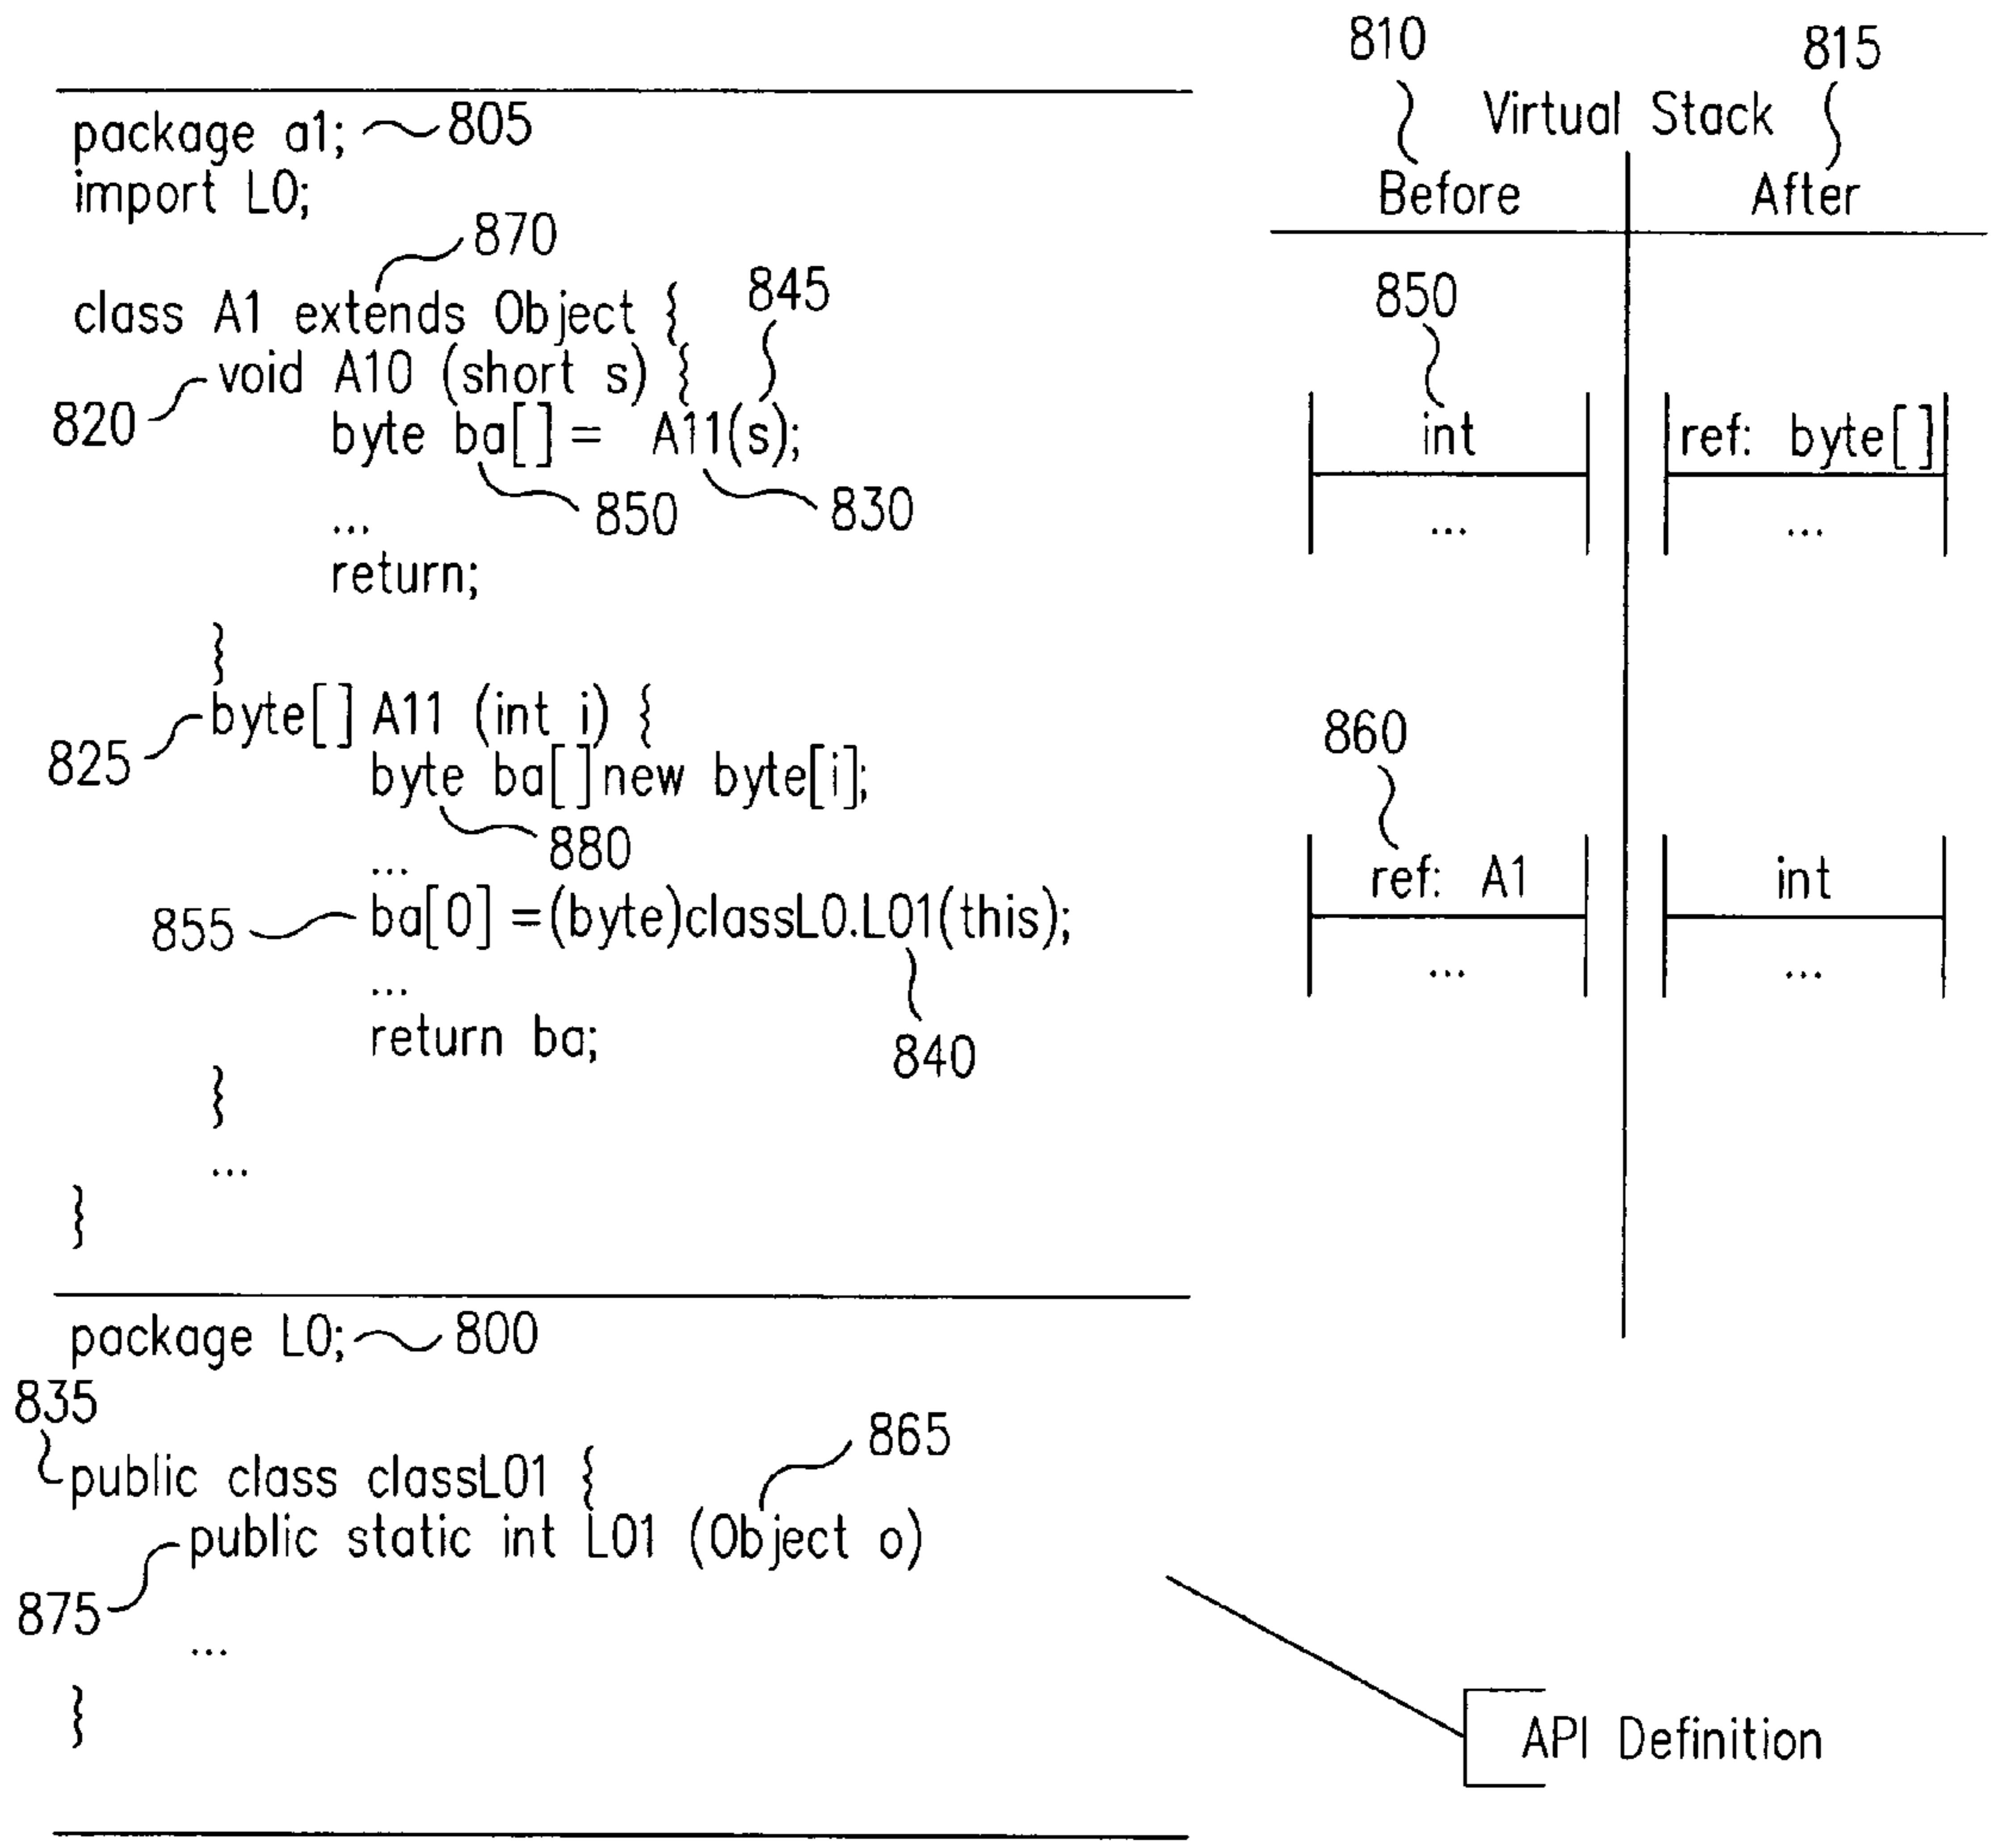 810 815
Virtual Stack
Before After
package a1; 805
import L0;
870
class A1 extends Object { 845
820 void A10 (short s) {
byte ba[] = A11(s);
850 830
...
return;
}
850
int ref: byte[]
... ...
825 byte[] A11 (int i) {
byte ba[]new byte[i];
880
...
855 ba[0] =(byte)classL0.L01(this);
...
840
return ba;
}
...
}
860
ref: A1 int
... ...
package L0; 800
835
public class classL01 { 865
public static int L01 (Object o)
875
...
}
API Definition